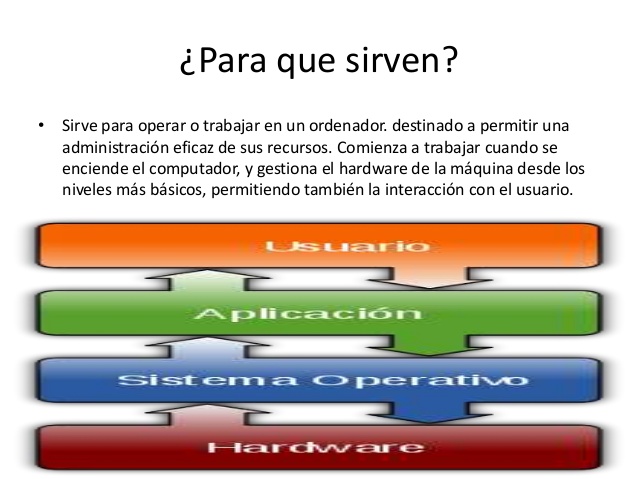 ¿Para que sirven?
• Sirve para operar o trabajar en un ordenador. destinado a permitir una
administración eficaz de sus recursos. Comienza a trabajar cuando se
enciende el computador, y gestiona el hardware de la máquina desde los
niveles más básicos, permitiendo también la interacción con el usuario.
Usuario
Aplicación
Sistema Operativo
Hardware